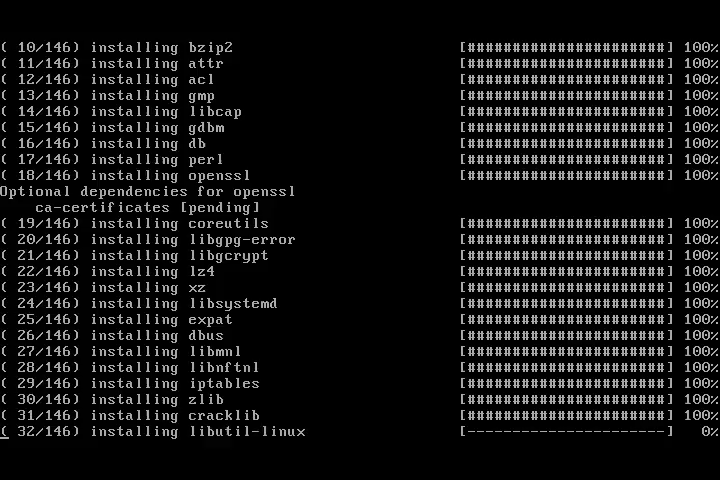 ( 10/146) installing bzip2 [######################] 100%
( 11/146) installing attr [######################] 100%
( 12/146) installing acl [######################] 100%
( 13/146) installing gmp [######################] 100%
( 14/146) installing libcap [######################] 100%
( 15/146) installing gdbm [######################] 100%
( 16/146) installing db [######################] 100%
( 17/146) installing perl [######################] 100%
( 18/146) installing openssl [######################] 100%
Optional dependencies for openssl
    ca-certificates [pending]
( 19/146) installing coreutils [######################] 100%
( 20/146) installing libgpg-error [######################] 100%
( 21/146) installing libgcrypt [######################] 100%
( 22/146) installing lz4 [######################] 100%
( 23/146) installing xz [######################] 100%
( 24/146) installing libsystemd [######################] 100%
( 25/146) installing expat [######################] 100%
( 26/146) installing dbus [######################] 100%
( 27/146) installing libmnl [######################] 100%
( 28/146) installing libnftnl [######################] 100%
( 29/146) installing iptables [######################] 100%
( 30/146) installing zlib [######################] 100%
( 31/146) installing cracklib [######################] 100%
( 32/146) installing libutil-linux [----------------------] 0%